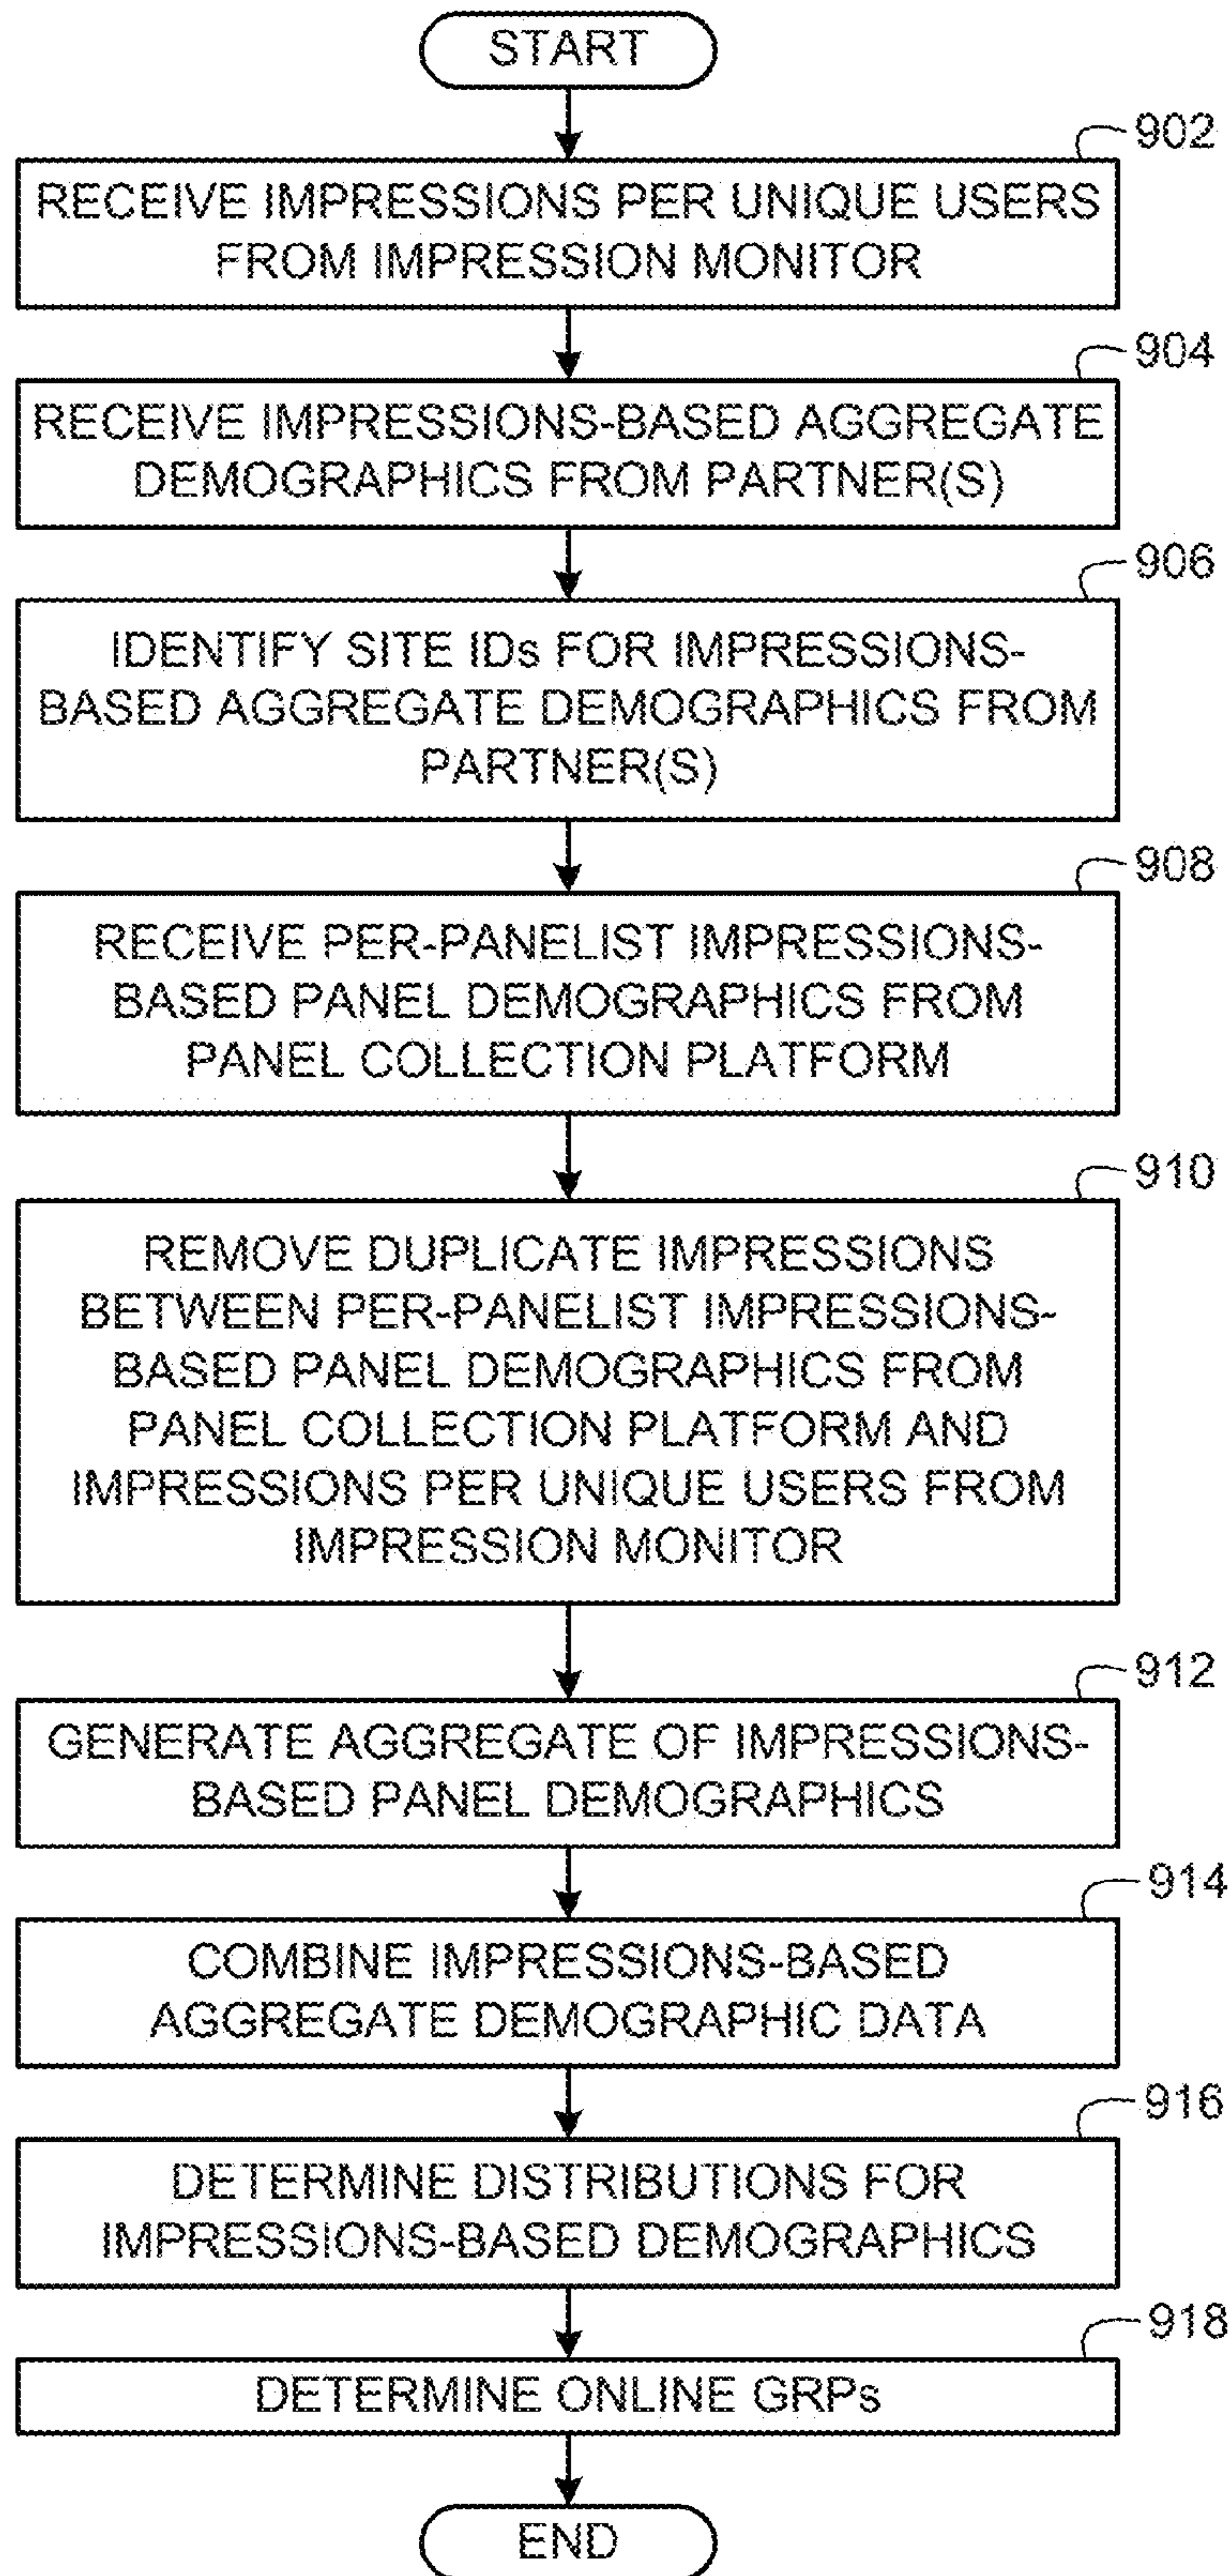 START
902
RECEIVE IMPRESSIONS PER UNIQUE USERS
FROM IMPRESSION MONITOR
904
RECEIVE IMPRESSIONS-BASED AGGREGATE
DEMOGRAPHICS FROM PARTNER(S)
906
IDENTIFY SITE IDs FOR IMPRESSIONS-
BASED AGGREGATE DEMOGRAPHICS FROM
PARTNER(S)
908
RECEIVE PER-PANELIST IMPRESSIONS-
BASED PANEL DEMOGRAPHICS FROM
PANEL COLLECTION PLATFORM
910
REMOVE DUPLICATE IMPRESSIONS
BETWEEN PER-PANELIST IMPRESSIONS-
BASED PANEL DEMOGRAPHICS FROM
PANEL COLLECTION PLATFORM AND
IMPRESSIONS PER UNIQUE USERS FROM
IMPRESSION MONITOR
912
GENERATE AGGREGATE OF IMPRESSIONS-
BASED PANEL DEMOGRAPHICS
914
COMBINE IMPRESSIONS-BASED
AGGREGATE DEMOGRAPHIC DATA
916
DETERMINE DISTRIBUTIONS FOR
IMPRESSIONS-BASED DEMOGRAPHICS
918
DETERMINE ONLINE GRPs
END